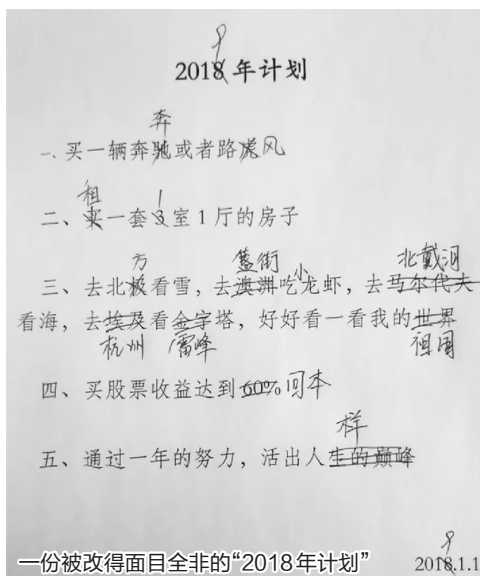 9
2018年计划
奔
一、买一辆奔驰或者路虎风
租 1
二、买一套3室1厅的房子
方 簋街 小 北戴河
三、去北极看雪，去澳洲吃龙虾，去马尔代夫
看海，去埃及看金字塔，好好看一看我的世界
杭州 雷峰 祖国
四、买股票收益达到60%回本
样
五、通过一年的努力，活出人生的巅峰
9
2018.1.1
一份被改得面目全非的“2018年计划”